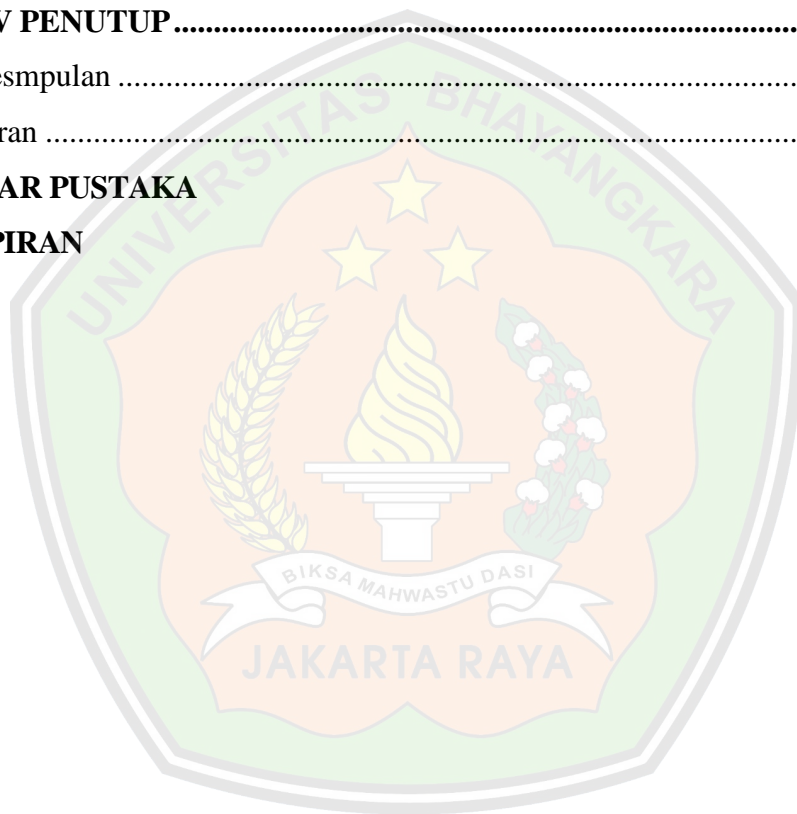 V PENUTUP........................................................................................
esmpulan ..............................................................................................
ran .......................................................................................................
AR PUSTAKA
PIRAN
UNIVERSITAS BHAYANGKARA
BIKSA MAHWASTU DASI
JAKARTA RAYA